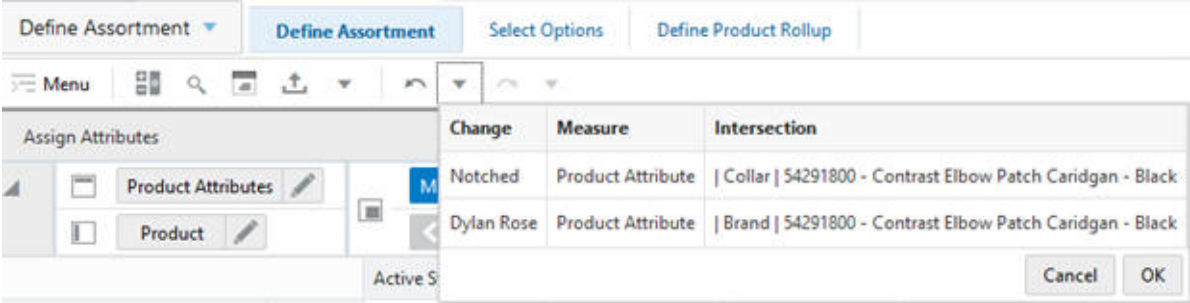 Define Assortment Define Assortment Select Options Define Product Rollup
Menu
Assign Attributes
Change Measure Intersection
Product Attributes M Notched Product Attribute | Collar | 54291800 - Contrast Elbow Patch Caridgan - Black
Product Dylan Rose Product Attribute | Brand | 54291800 - Contrast Elbow Patch Caridgan - Black
Active S Cancel OK